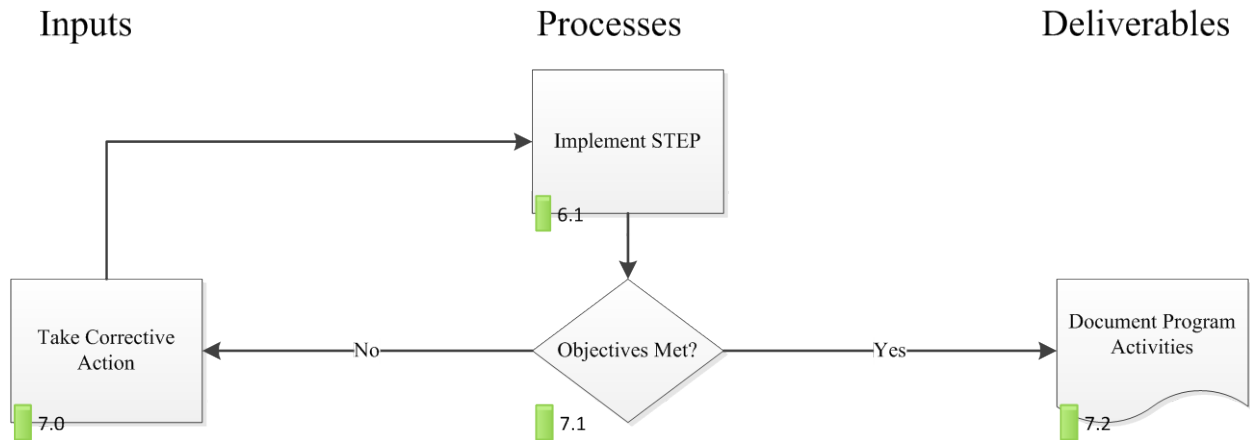 Inputs
Processes
Deliverables
Implement STEP
6.1
Take Corrective
Action
No
Objectives Met?
Yes
Document Program
Activities
7.0
7.1
7.2